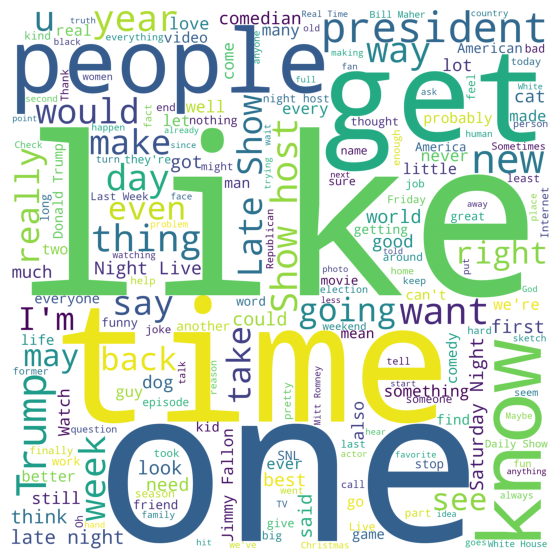 u
year
love
comedian
many
Real Time
Bill Maher
country
truth
old
black
everything
video
come
anyone
president
people
like
get
one
time
know
way
American
bad
women
full
fan
making
today
second
Thank
ask
feel
White
lot
cat
would
fact
end
well
night host
every
thought
probably
human
person
point
let
nothing
made
happen
already
since
wait
enough
make
Late Show
new
Check
turn
they're
got
might
trying
name
America
never
Sometimes
really
Donald Trump
day
man
next
sure
little
least
long
Last Week
face
even
Show host
job
Friday
away
place
Internet
two
problem
world
getting
great
thing
watching
Republican
told
around
good
right
much
Night Live
help
photo
movie
home
put
God
everyone
less
keep
say
word
election
can't
we're
going
want
I'm
funny
joke
another
could
weekend
mean
hard
sketch
first
life
may
back
take
tell
comedy
former
guy
dog
reason
talk
pretty
start
something
someone
seem
Trump
week
Watch
episode
kid
Jimmy Fallon
Mitt Romney
also
find
Saturday Night
Maybe
question
took
hear
Daily Show
finally
work
look
SNL
ever
last
actor
favorite
stop
fun
anything
see
better
need
season
best
went
said
call
idea
always
still
friend
TV
go
Live
part
think
Oh
hand
family
give
we've
big
game
late night
hit
Christmas
goes
White House